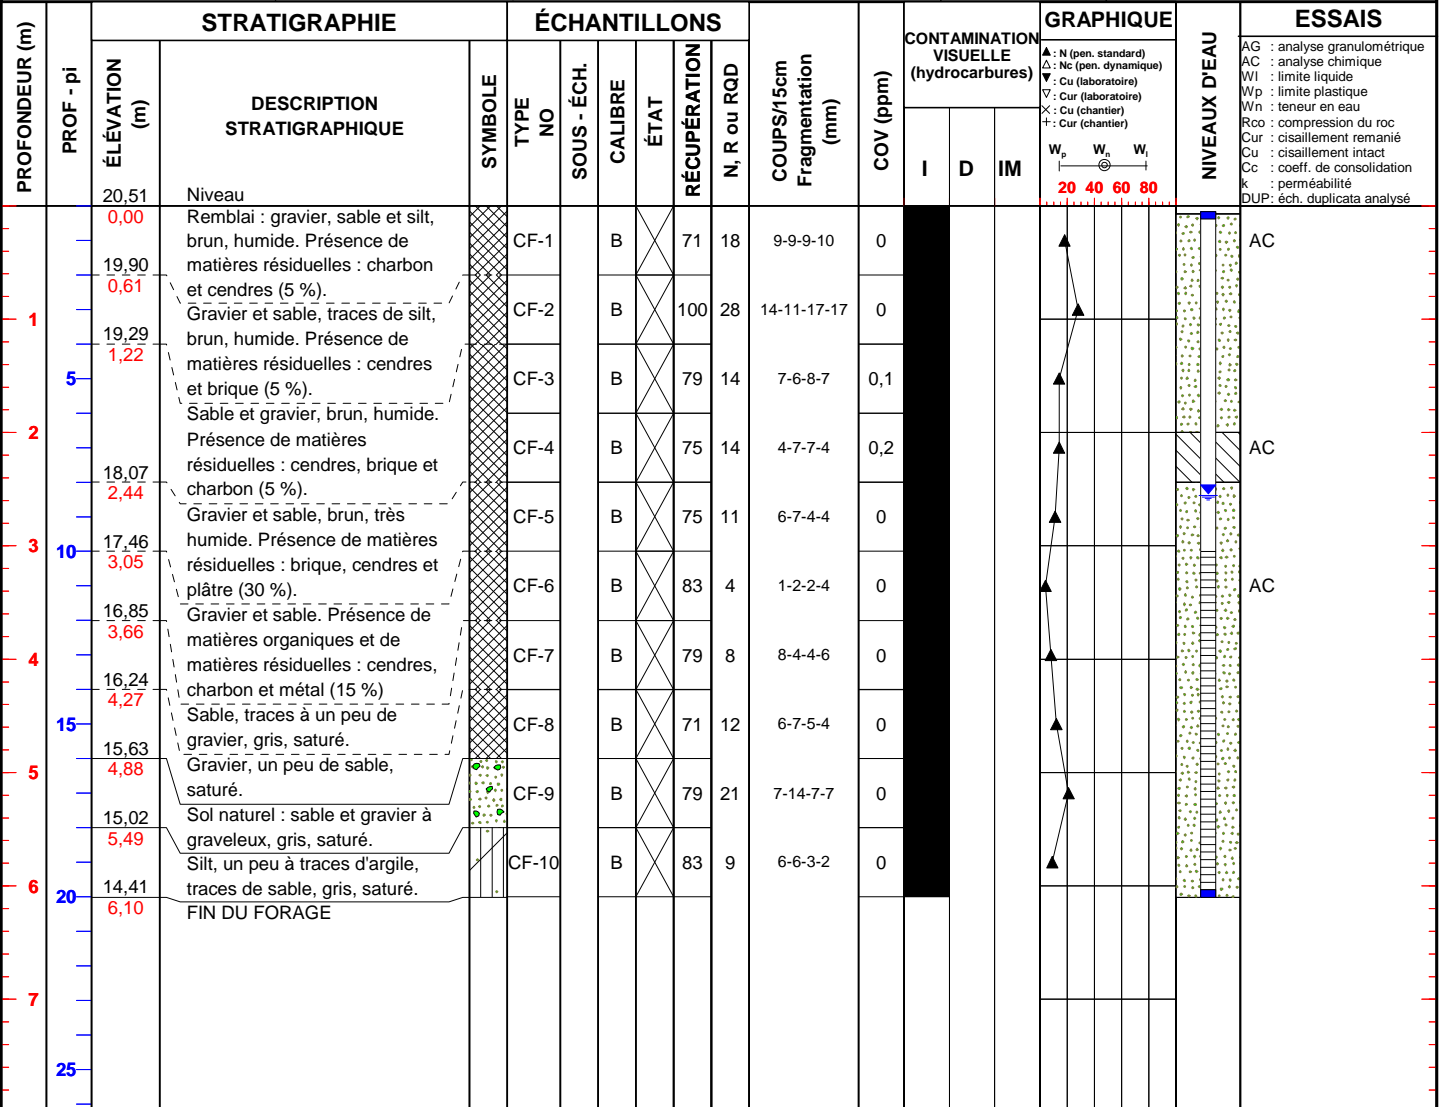 STRATIGRAPHIE
ÉCHANTILLONS
GRAPHIQUE
ESSAIS
PROFONDEUR (m)
PROF - pi
ÉLÉVATION (m)
DESCRIPTION
STRATIGRAPHIQUE
SYMBOLE
TYPE NO
SOUS - ÉCH.
CALIBRE
ÉTAT
RÉCUPÉRATION
N, R ou RQD
COUPS/15cm
Fragmentation
(mm)
COV (ppm)
CONTAMINATION
VISUELLE
(hydrocarbures)
I D IM
▲ : N (pen. standard)
△ : Nc (pen. dynamique)
▼ : Cu (laboratoire)
▽ : Cur (laboratoire)
× : Cu (chantier)
+ : Cur (chantier)
Wp Wn Wl
20 40 60 80
NIVEAUX D'EAU
AG : analyse granulométrique
AC : analyse chimique
Wl : limite liquide
Wp : limite plastique
Wn : teneur en eau
Rco : compression du roc
Cur : cisaillement remanié
Cu : cisaillement intact
Cc : coeff. de consolidation
k : perméabilité
DUP: éch. duplicata analysé
20,51 Niveau
0,00 Remblai : gravier, sable et silt,
brun, humide. Présence de
matières résiduelles : charbon
et cendres (5 %).
CF-1 B 71 18 9-9-9-10 0 AC
19,90
0,61
Gravier et sable, traces de silt,
brun, humide. Présence de
matières résiduelles : cendres
et brique (5 %).
CF-2 B 100 28 14-11-17-17 0
1
19,29
1,22
Sable et gravier, brun, humide.
Présence de matières
résiduelles : cendres, brique et
charbon (5 %).
5
CF-3 B 79 14 7-6-8-7 0,1
2
CF-4 B 75 14 4-7-7-4 0,2 AC
18,07
2,44
Gravier et sable, brun, très
humide. Présence de matières
résiduelles : brique, cendres et
plâtre (30 %).
CF-5 B 75 11 6-7-4-4 0
3
10
17,46
3,05
Gravier et sable. Présence de
matières organiques et de
matières résiduelles : cendres,
charbon et métal (15 %)
CF-6 B 83 4 1-2-2-4 0 AC
16,85
3,66
Sable, traces à un peu de
gravier, gris, saturé.
CF-7 B 79 8 8-4-4-6 0
4
16,24
4,27
Gravier, un peu de sable,
saturé.
15
CF-8 B 71 12 6-7-5-4 0
15,63
4,88
5
Sol naturel : sable et gravier à
graveleux, gris, saturé.
CF-9 B 79 21 7-14-7-7 0
15,02
5,49
Silt, un peu à traces d'argile,
traces de sable, gris, saturé.
CF-10 B 83 9 6-6-3-2 0
6
20
14,41
6,10
FIN DU FORAGE
7
25